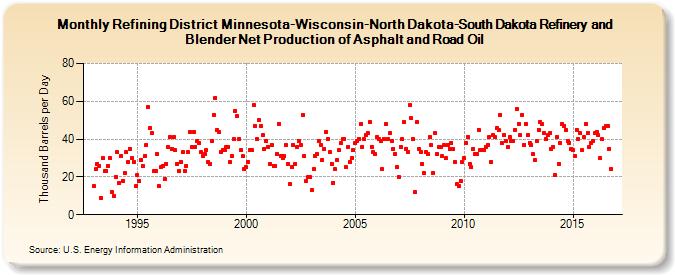 Monthly Refining District Minnesota-Wisconsin-North Dakota-South Dakota Refinery and
Blender Net Production of Asphalt and Road Oil
Thousand Barrels per Day
80
60
40
20
0
1995
2000
2005
2010
2015
Source: U.S. Energy Information Administration